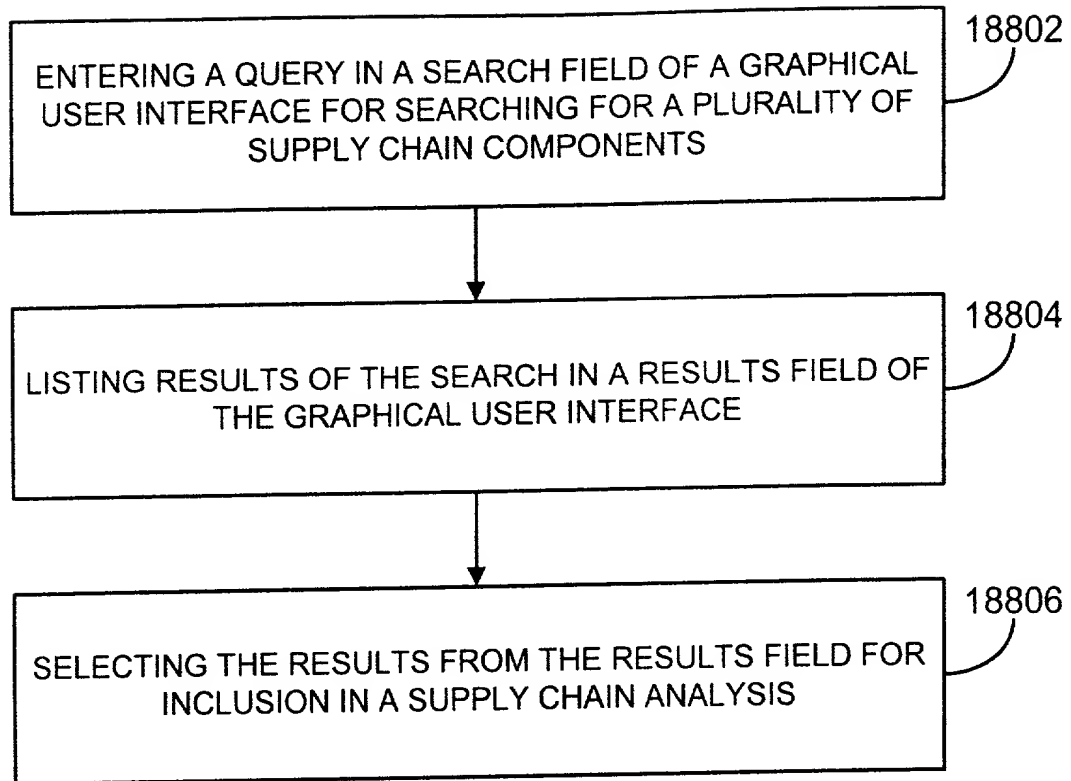 18802
ENTERING A QUERY IN A SEARCH FIELD OF A GRAPHICAL
USER INTERFACE FOR SEARCHING FOR A PLURALITY OF
SUPPLY CHAIN COMPONENTS
18804
LISTING RESULTS OF THE SEARCH IN A RESULTS FIELD OF
THE GRAPHICAL USER INTERFACE
18806
SELECTING THE RESULTS FROM THE RESULTS FIELD FOR
INCLUSION IN A SUPPLY CHAIN ANALYSIS